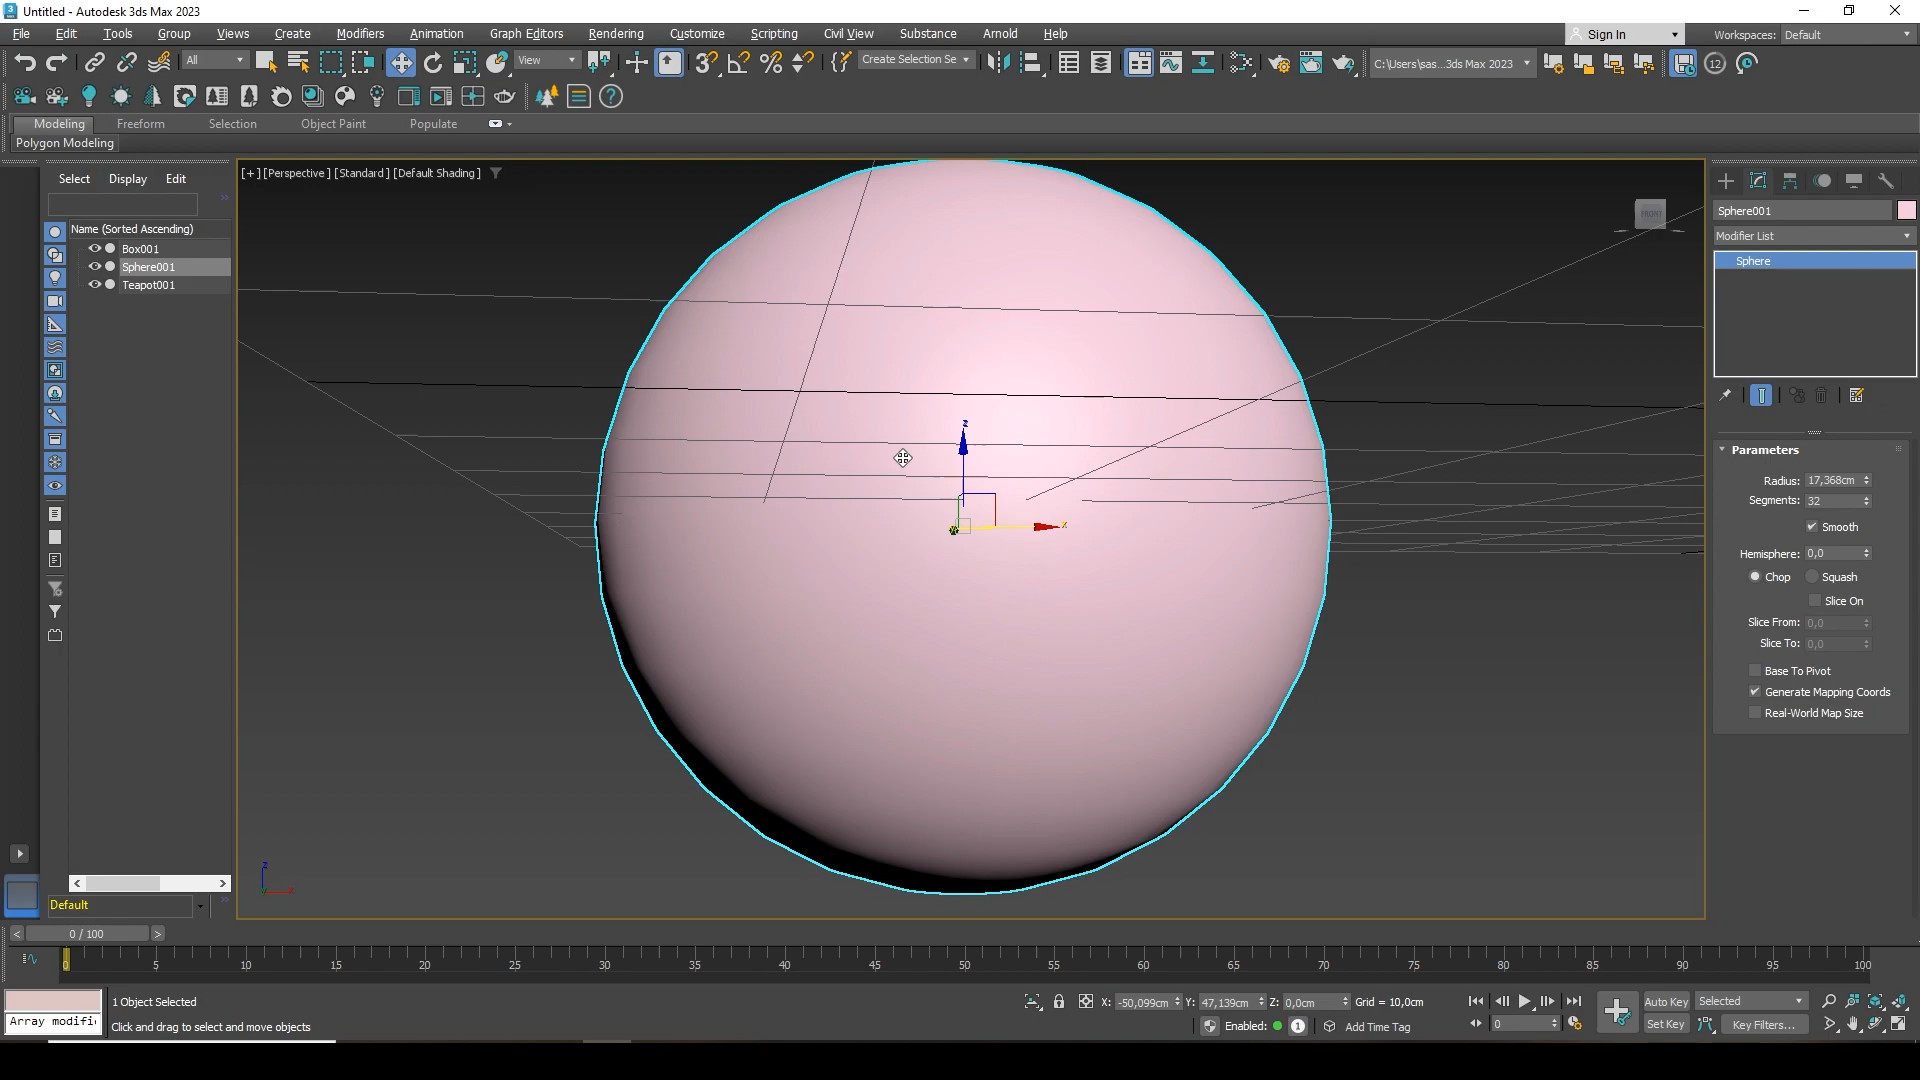 Untitled - Autodesk 3ds Max 2023
File Edit Tools Group Views Create Modifiers Animation Graph Editors Rendering Customize Scripting Civil View Substance Arnold Help Sign In Workspaces: Default
All View Create Selection Se C:\Users\sas...3ds Max 2023 12
Modeling Freeform Selection Object Paint Populate
Polygon Modeling
Select Display Edit
[+] [Perspective ] [Standard ] [Default Shading ]
FRONT
Sphere001
Modifier List
Sphere
Name (Sorted Ascending)
Box001
Sphere001
Teapot001
z
x
Parameters
Radius: 17,368cm
Segments: 32
Smooth
Hemisphere: 0,0
Chop Squash
Slice On
Slice From: 0,0
Slice To: 0,0
Base To Pivot
Generate Mapping Coords
Real-World Map Size
z
Default
< 0 / 100 >
0 5 10 15 20 25 30 35 40 45 50 55 60 65 70 75 80 85 90 95 100
1 Object Selected
X: -50,099cm Y: 47,139cm Z: 0,0cm Grid = 10,0cm
Auto Key Selected
Array modifi
Click and drag to select and move objects
Enabled: 1 Add Time Tag
0
Set Key Key Filters...